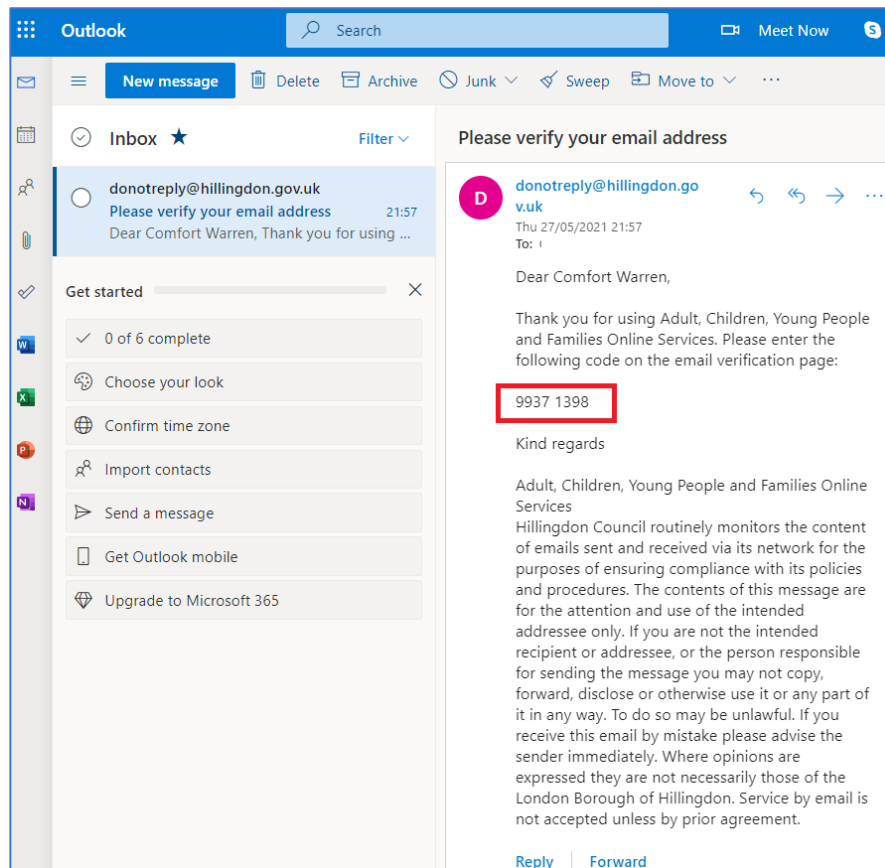 Outlook
Search
Meet Now
S
New message
Delete
Archive
Junk
Sweep
Move to
...
Inbox
Filter
donotreply@hillingdon.gov.uk
Please verify your email address 21:57
Dear Comfort Warren, Thank you for using ...
Get started
0 of 6 complete
Choose your look
Confirm time zone
Import contacts
Send a message
Get Outlook mobile
Upgrade to Microsoft 365
W
X
P
N
Please verify your email address
D
donotreply@hillingdon.go
v.uk
...
Thu 27/05/2021 21:57
To:
Dear Comfort Warren,
Thank you for using Adult, Children, Young People
and Families Online Services. Please enter the
following code on the email verification page:
9937 1398
Kind regards
Adult, Children, Young People and Families Online
Services
Hillingdon Council routinely monitors the content
of emails sent and received via its network for the
purposes of ensuring compliance with its policies
and procedures. The contents of this message are
for the attention and use of the intended
addressee only. If you are not the intended
recipient or addressee, or the person responsible
for sending the message you may not copy,
forward, disclose or otherwise use it or any part of
it in any way. To do so may be unlawful. If you
receive this email by mistake please advise the
sender immediately. Where opinions are
expressed they are not necessarily those of the
London Borough of Hillingdon. Service by email is
not accepted unless by prior agreement.
Reply
Forward